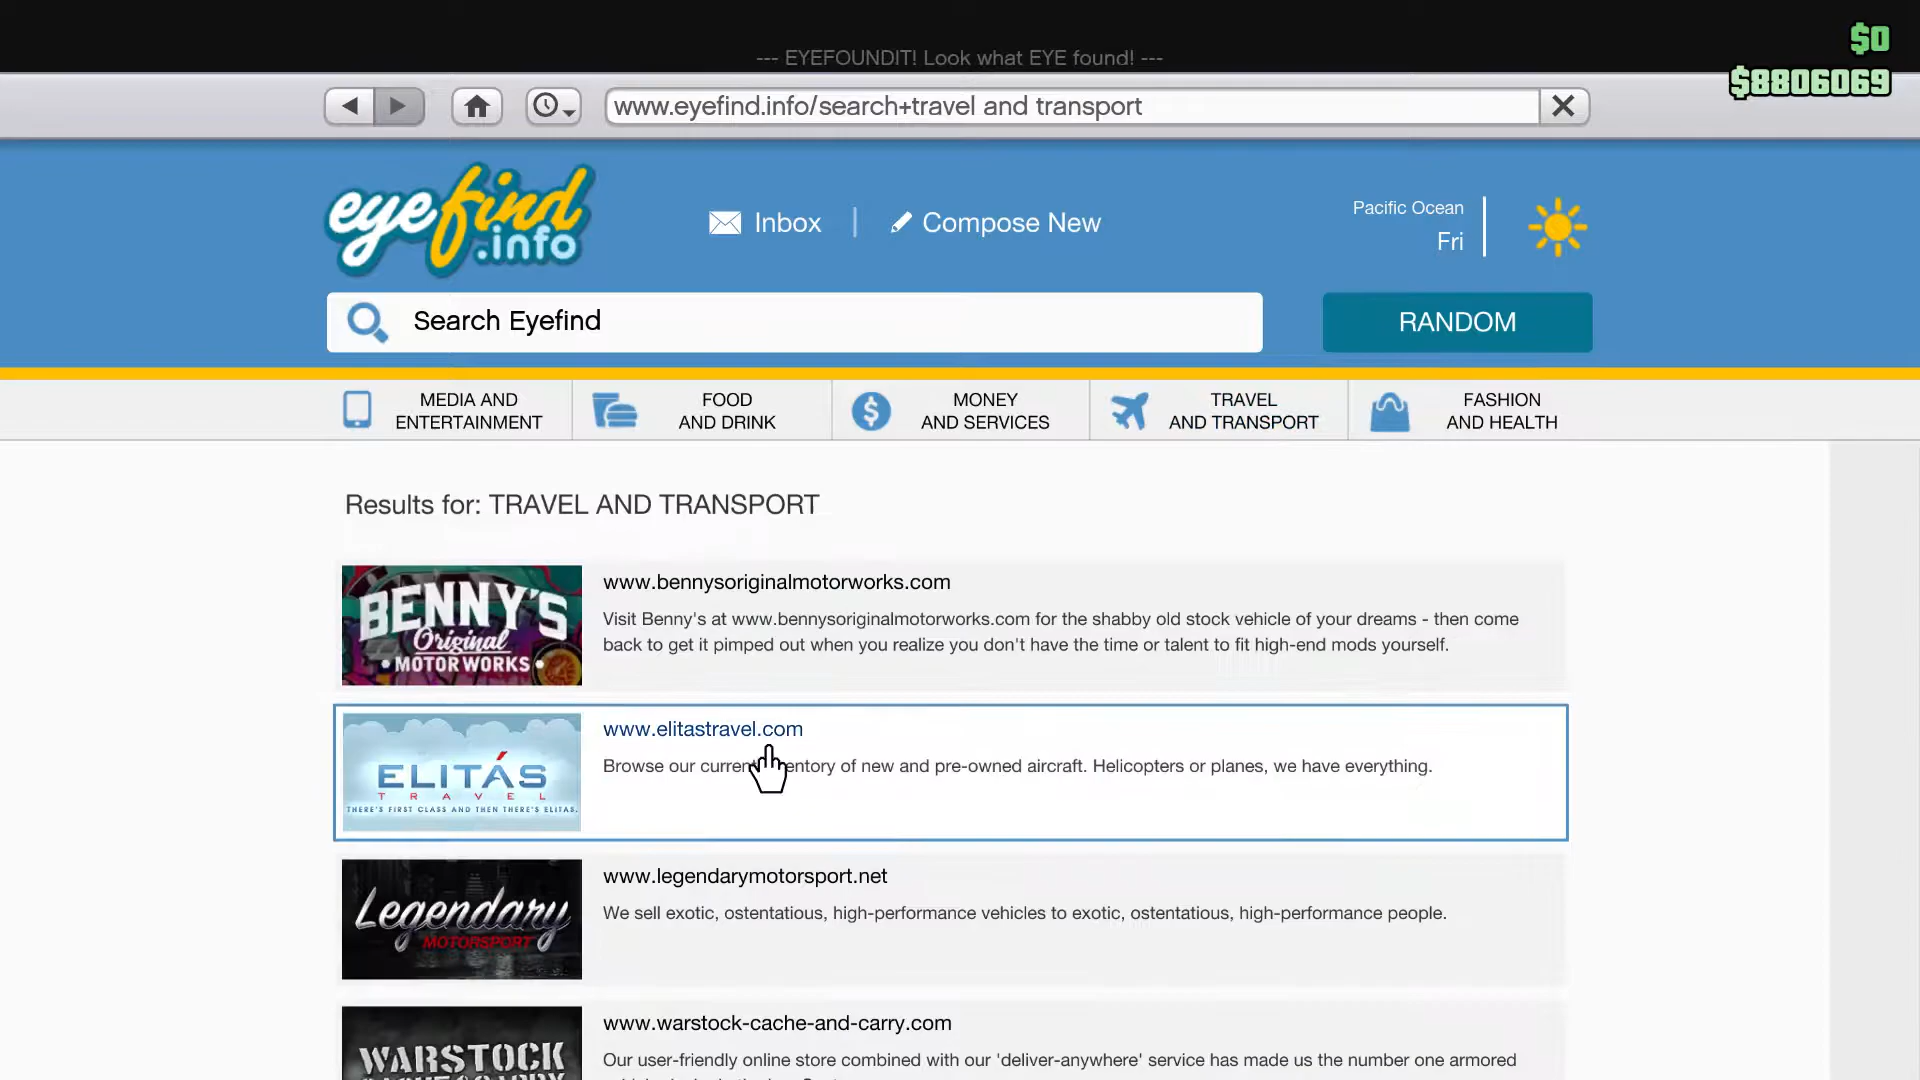 $0
--- EYEFOUNDIT! Look what EYE found! ---
$8806069
www.eyefind.info/search+travel and transport
eyefind
.info
Inbox
Compose New
Pacific Ocean
Fri
Search Eyefind
RANDOM
MEDIA AND
ENTERTAINMENT
FOOD
AND DRINK
MONEY
AND SERVICES
TRAVEL
AND TRANSPORT
FASHION
AND HEALTH
Results for: TRAVEL AND TRANSPORT
BENNY'S
Original
MOTOR WORKS
www.bennysoriginalmotorworks.com
Visit Benny's at www.bennysoriginalmotorworks.com for the shabby old stock vehicle of your dreams - then come
back to get it pimped out when you realize you don't have the time or talent to fit high-end mods yourself.
ELITÁS
TRAVEL
THERE'S FIRST CLASS AND THEN THERE'S ELITAS.
www.elitastravel.com
Browse our current entory of new and pre-owned aircraft. Helicopters or planes, we have everything.
Legendary
MOTORSPORT
www.legendarymotorsport.net
We sell exotic, ostentatious, high-performance vehicles to exotic, ostentatious, high-performance people.
WARSTOCK
www.warstock-cache-and-carry.com
Our user-friendly online store combined with our 'deliver-anywhere' service has made us the number one armored